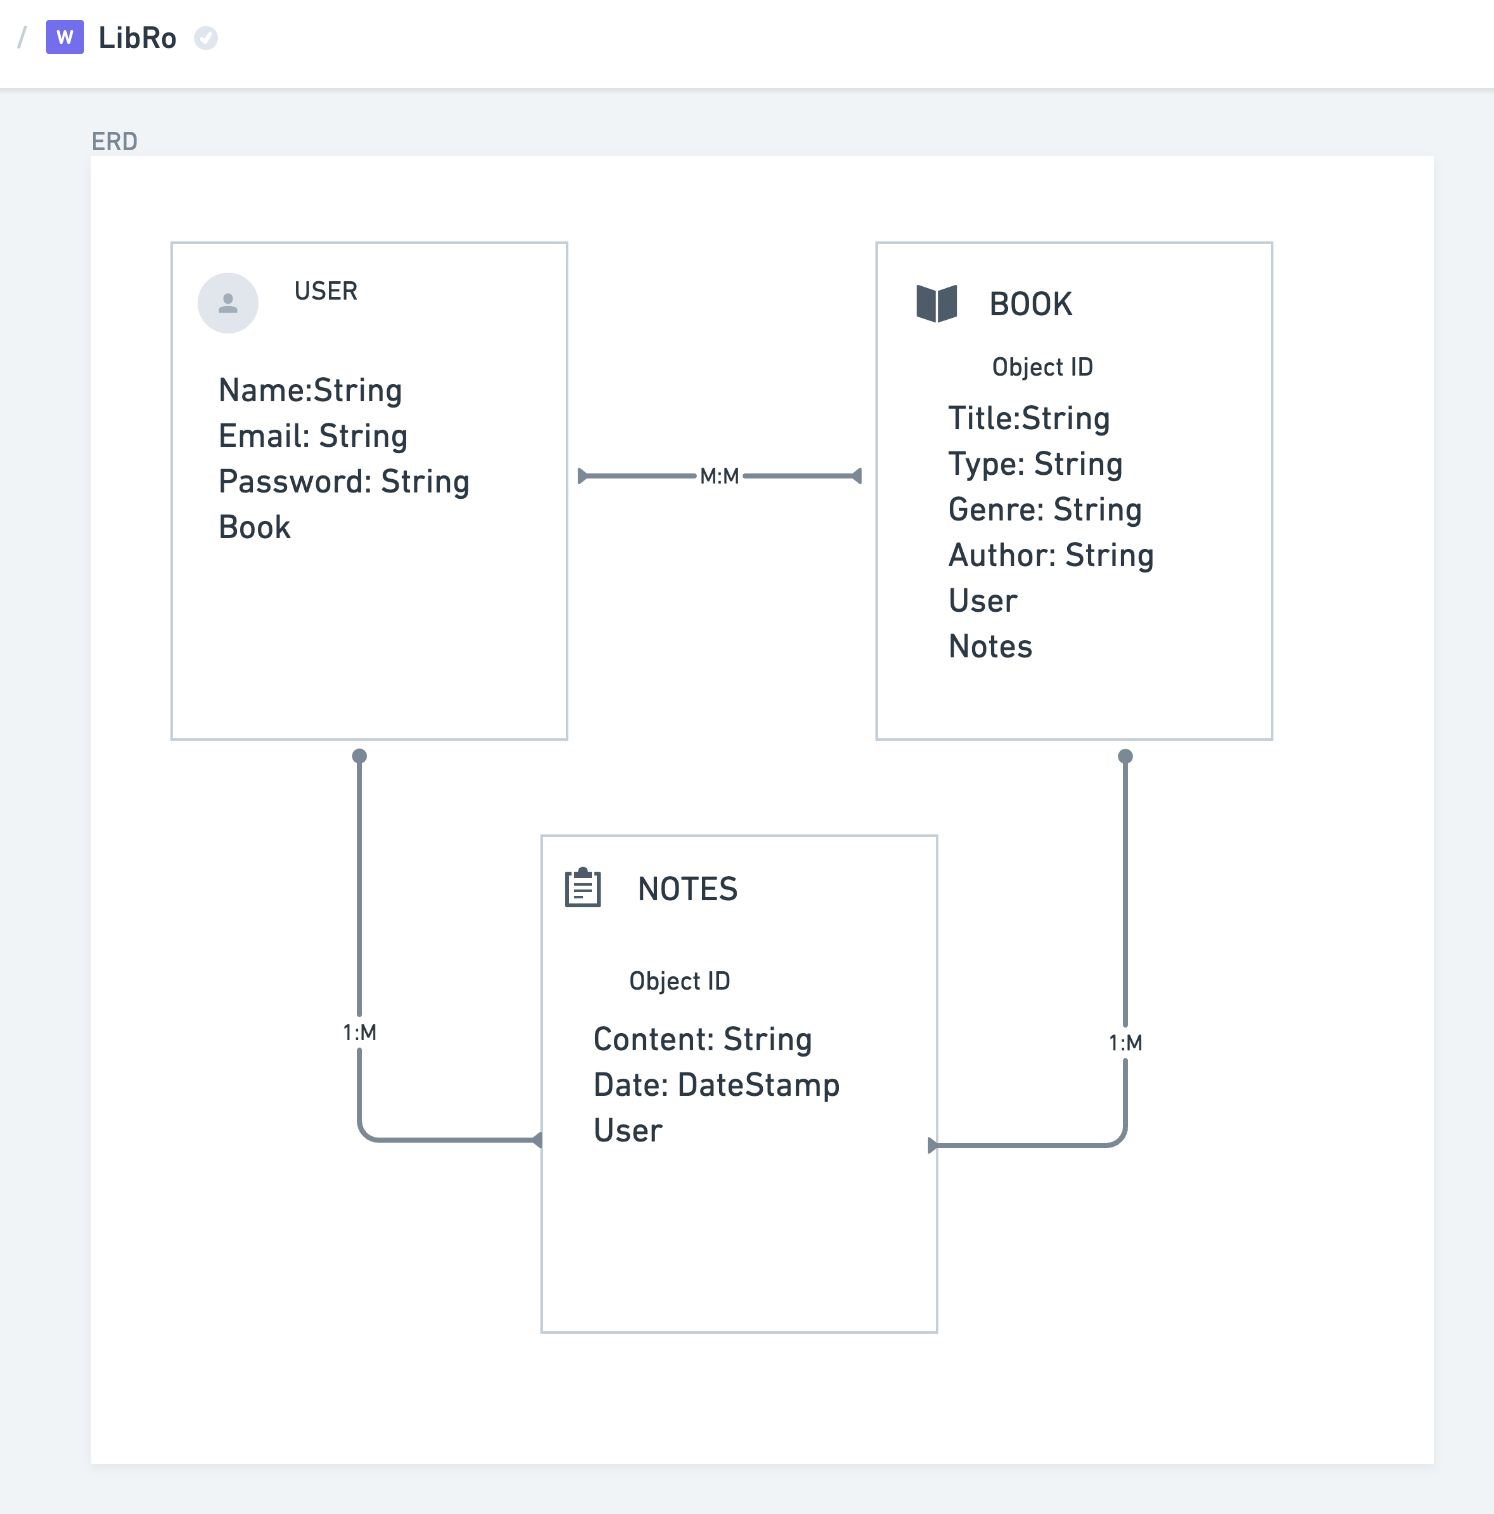 / W LibRo
ERD
USER
Name:String
Email: String
Password: String
Book
M:M
BOOK
Object ID
Title:String
Type: String
Genre: String
Author: String
User
Notes
1:M
NOTES
Object ID
Content: String
Date: DateStamp
User
1:M